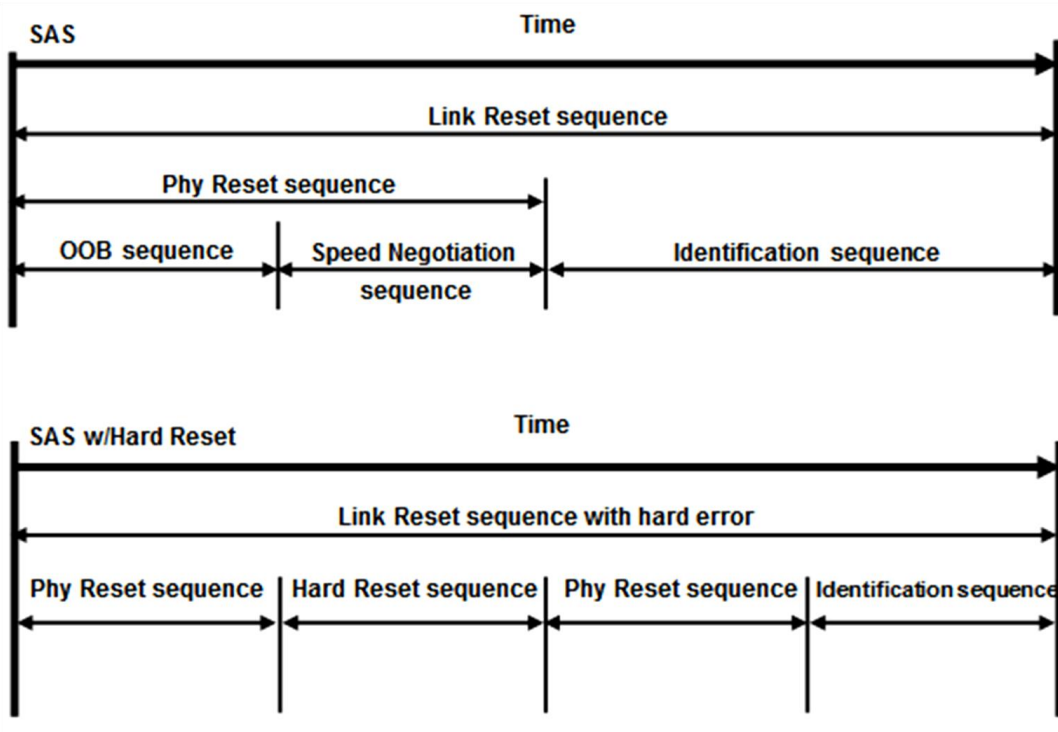 SAS
Time
Link Reset sequence
Phy Reset sequence
OOB sequence
Speed Negotiation
sequence
Identification sequence
SAS w/Hard Reset
Time
Link Reset sequence with hard error
Phy Reset sequence
Hard Reset sequence
Phy Reset sequence
Identification sequence